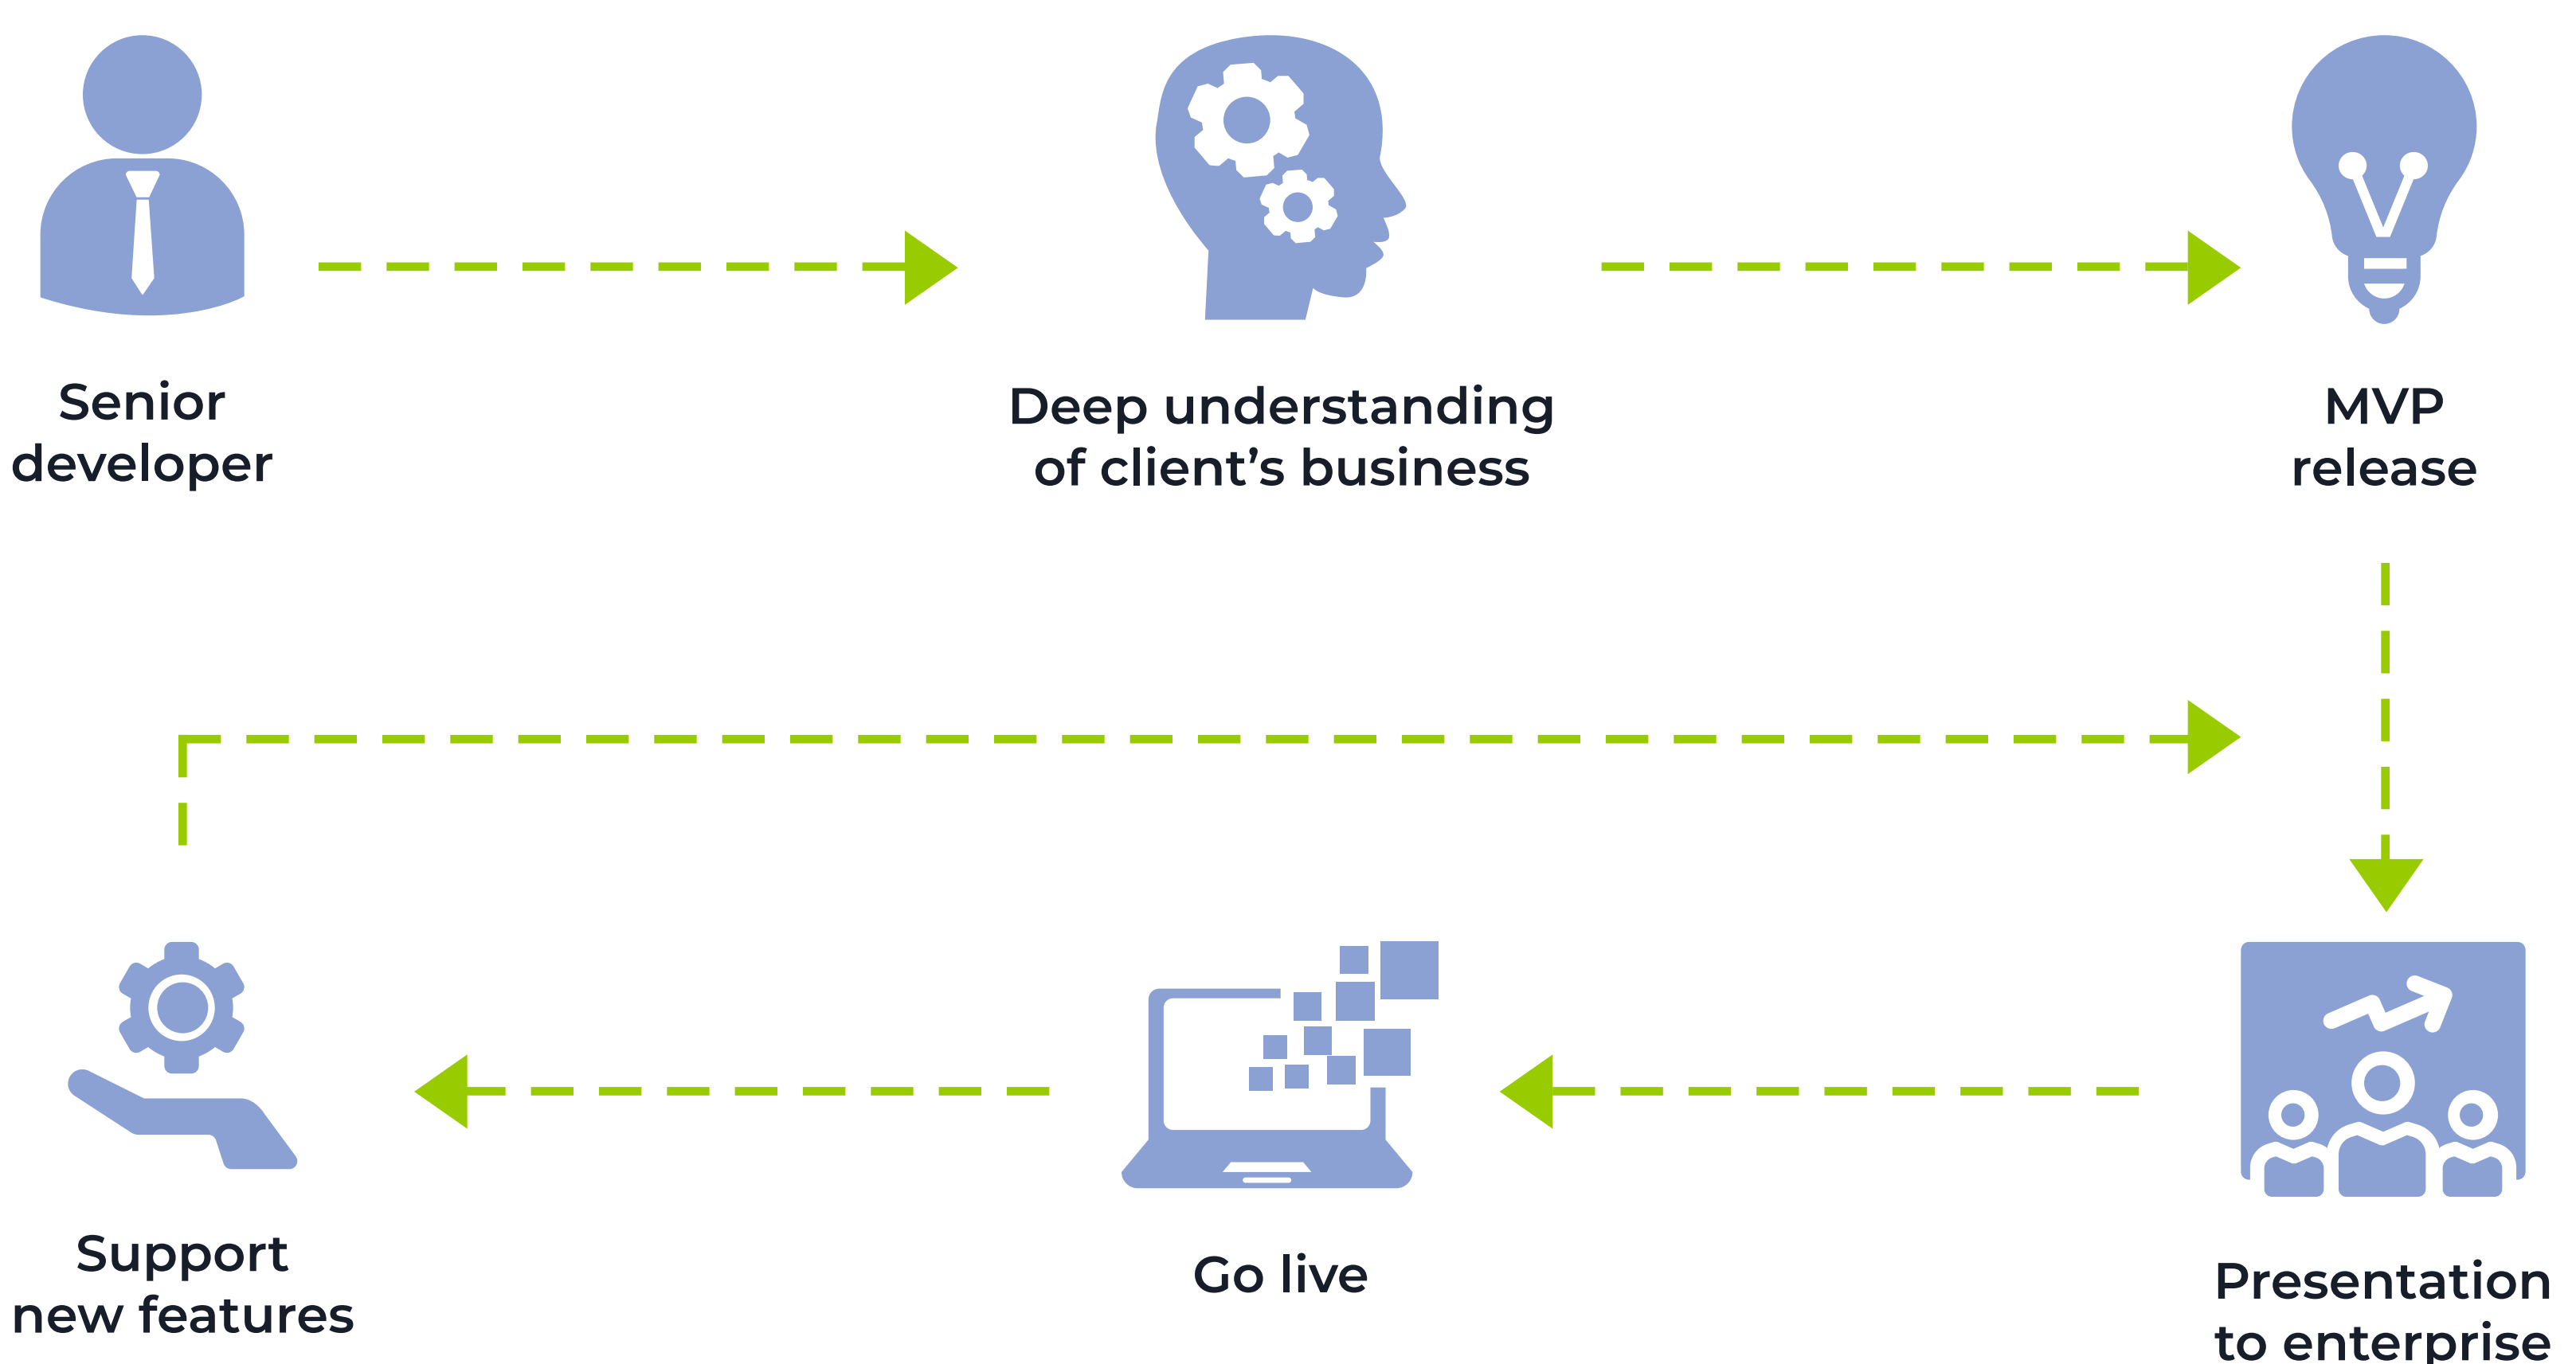 Senior
developer
Deep understanding
of client’s business
MVP
release
Support
new features
Go live
Presentation
to enterprise